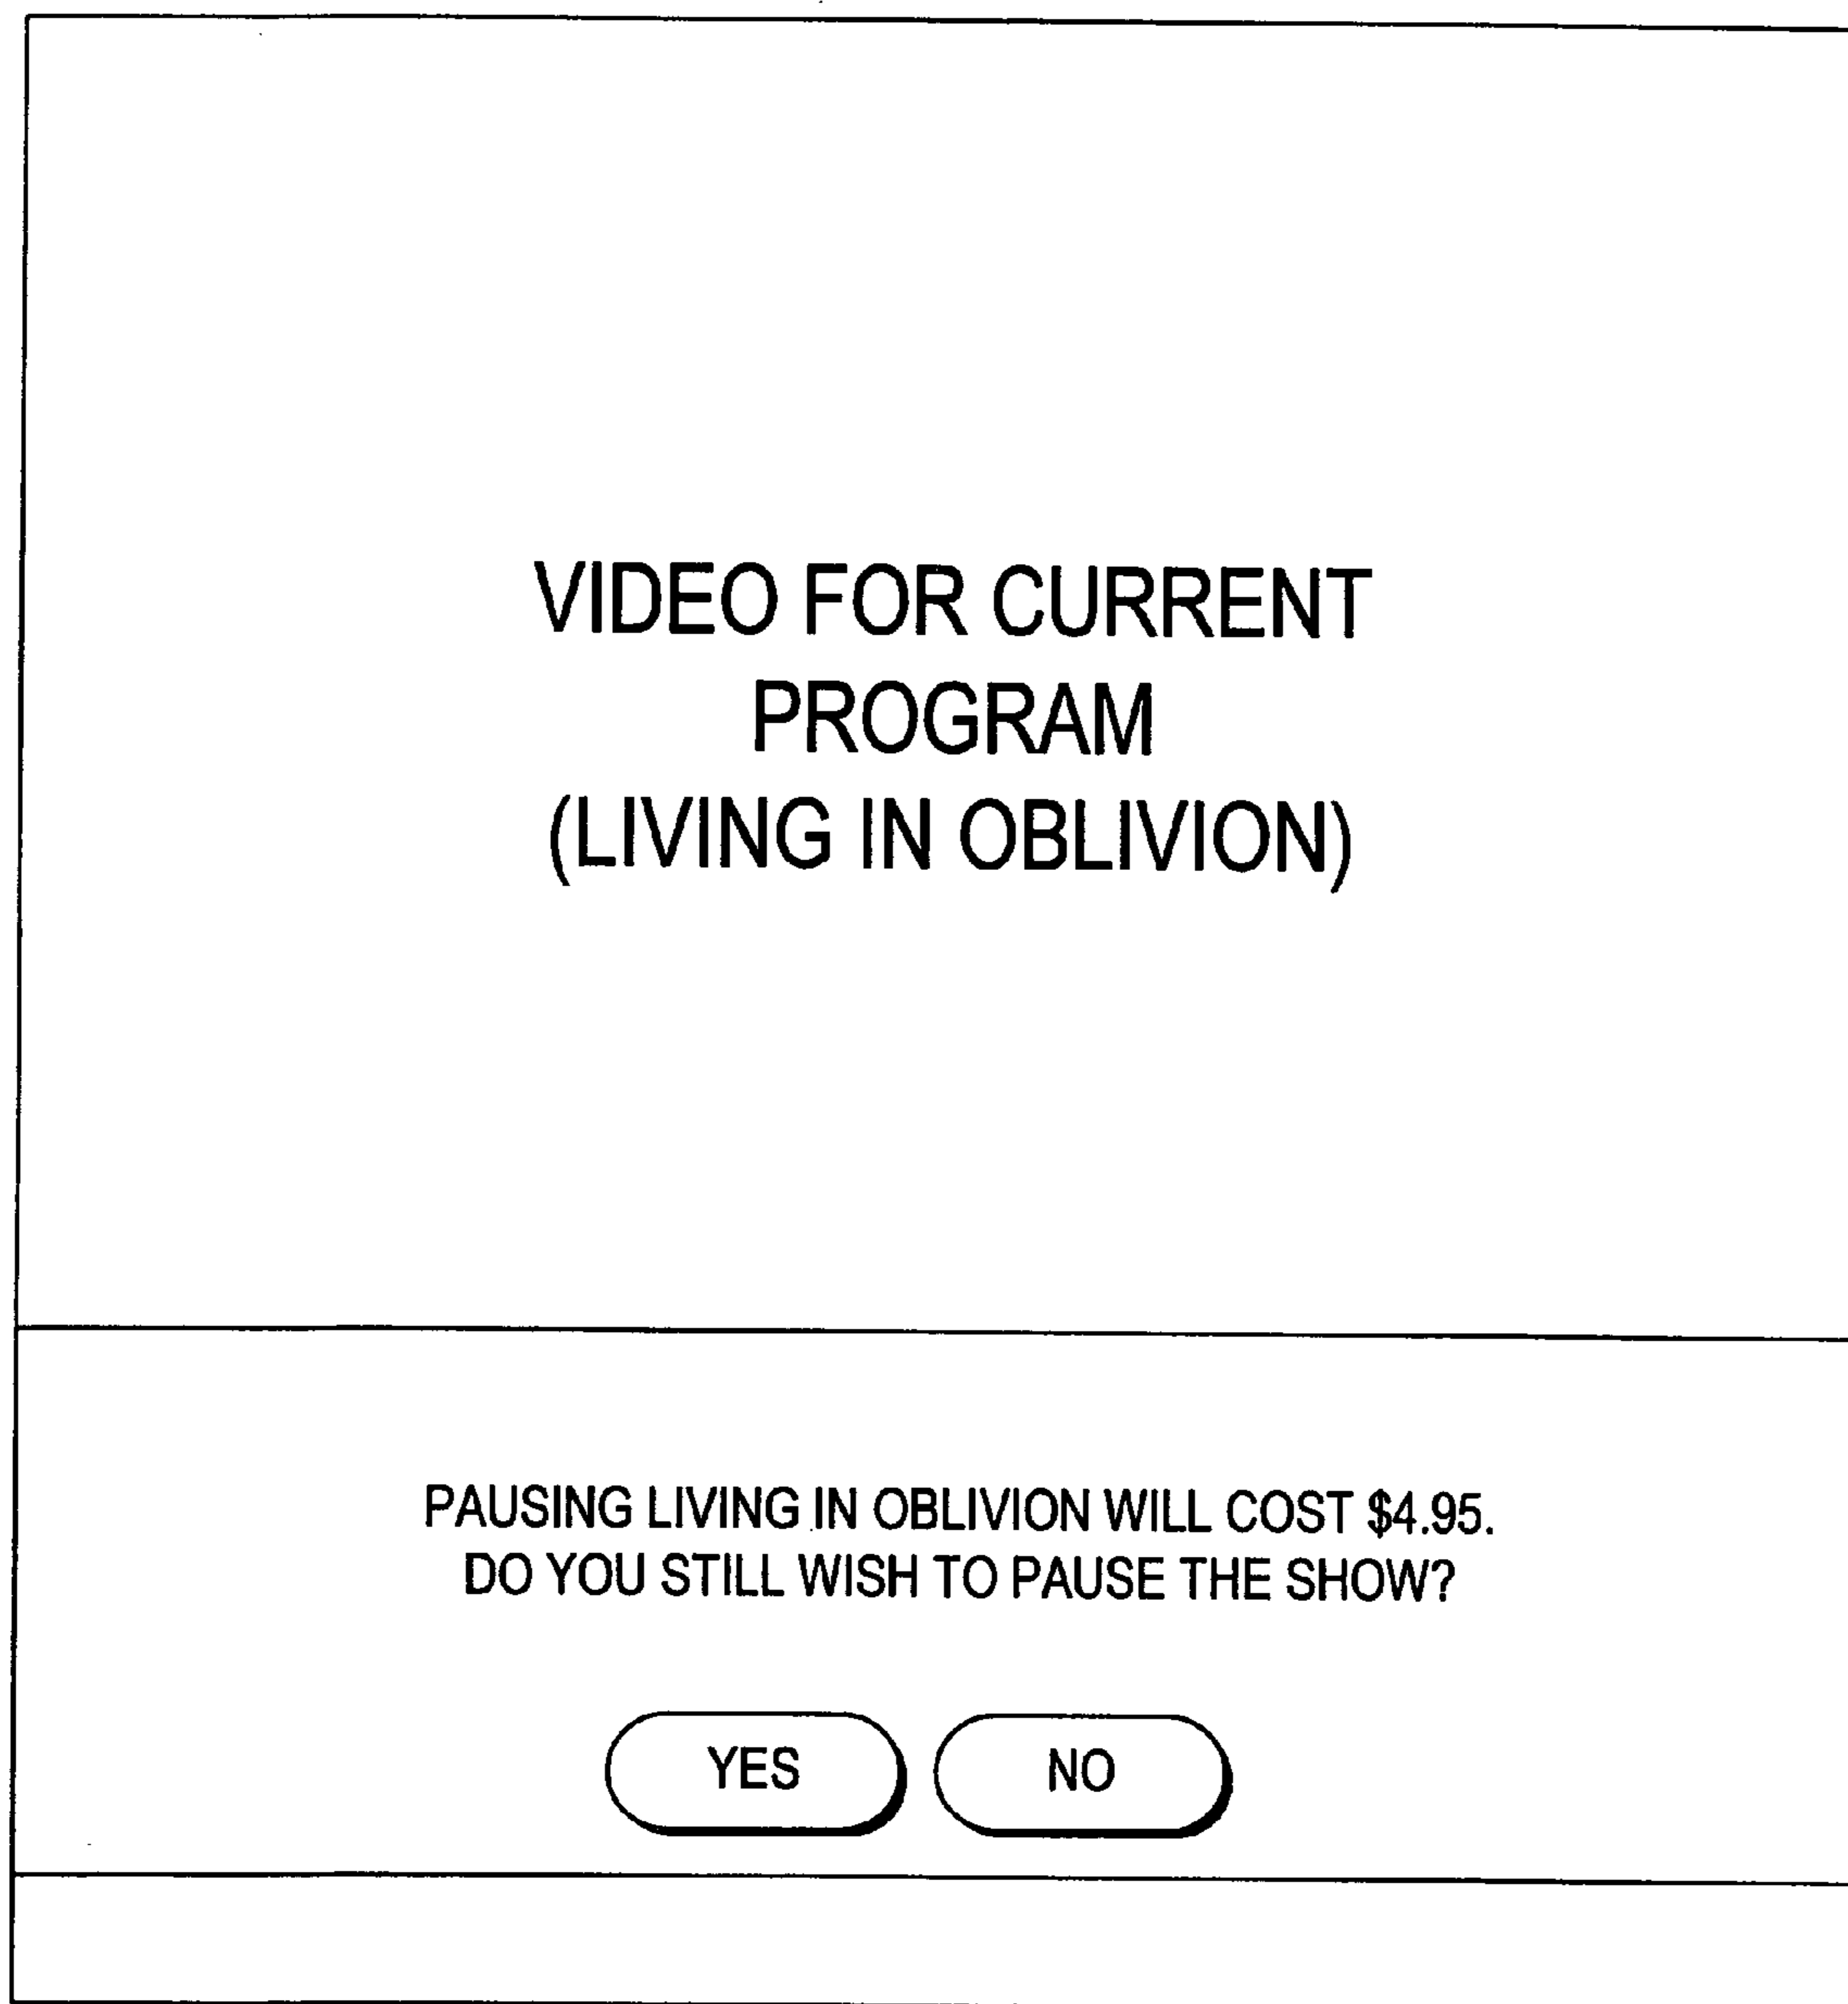 VIDEO FOR CURRENT
PROGRAM
(LIVING IN OBLIVION)
PAUSING LIVING IN OBLIVION WILL COST $4.95.
DO YOU STILL WISH TO PAUSE THE SHOW?
YES NO